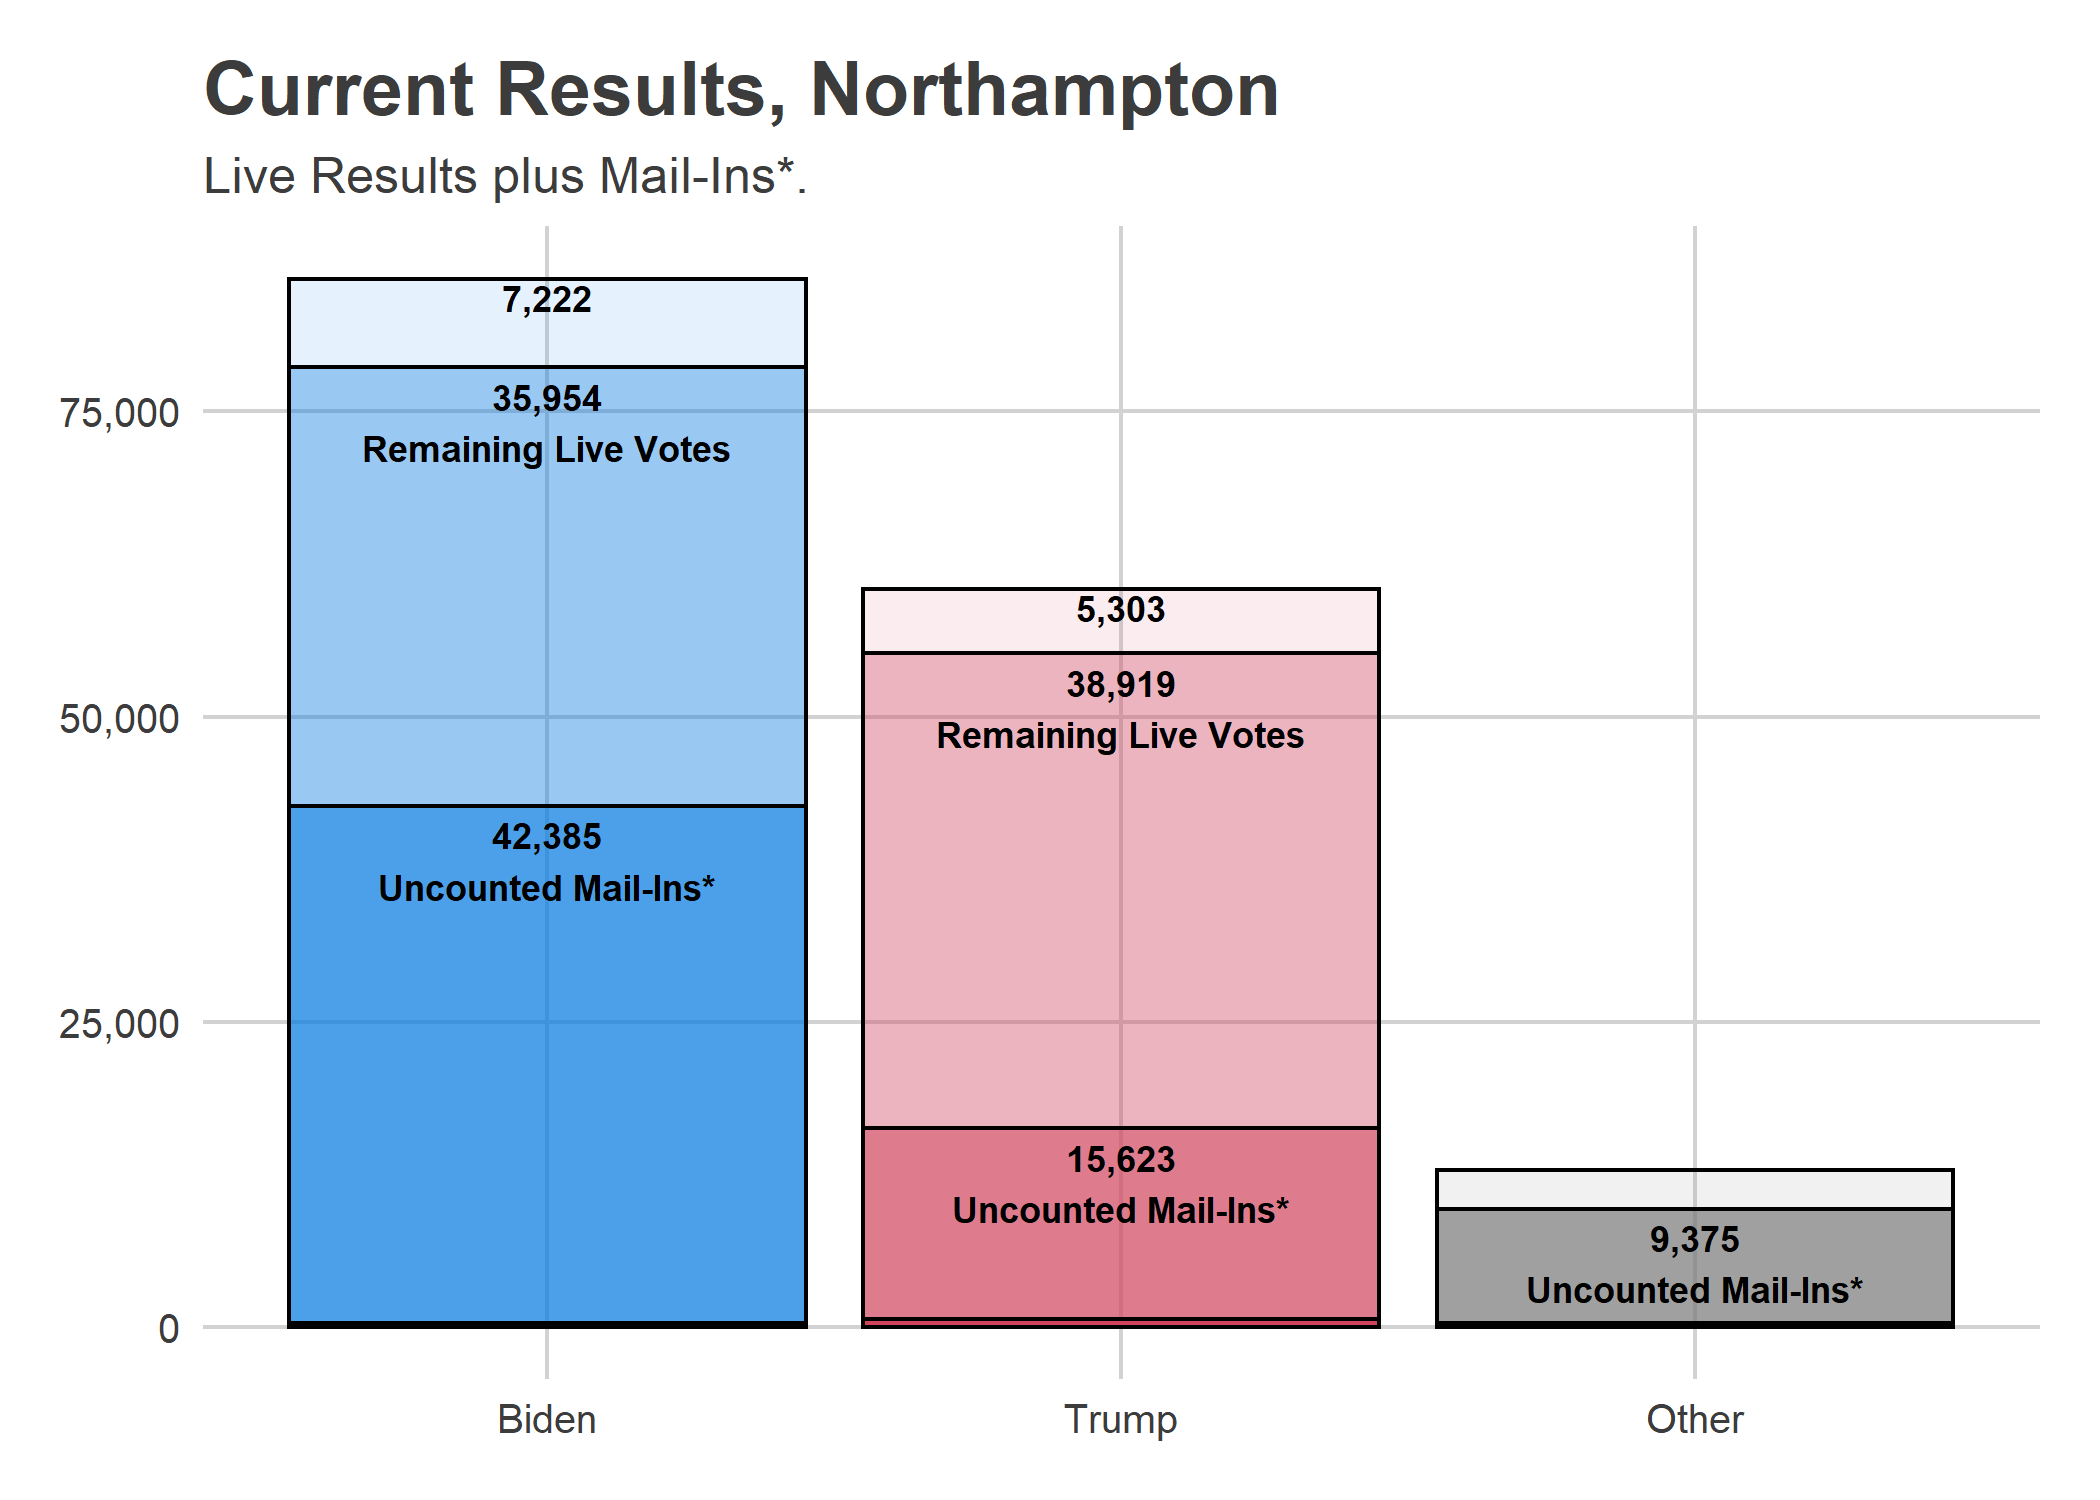 Current Results, Northampton
Live Results plus Mail-Ins*.
7,222
35,954
Remaining Live Votes
75,000
5,303
38,919
50,000
Remaining Live Votes
42,385
Uncounted Mail-Ins*
25,000
15,623
Uncounted Mail-Ins*
9,375
Uncounted Mail-Ins*
0
Biden
Trump
Other